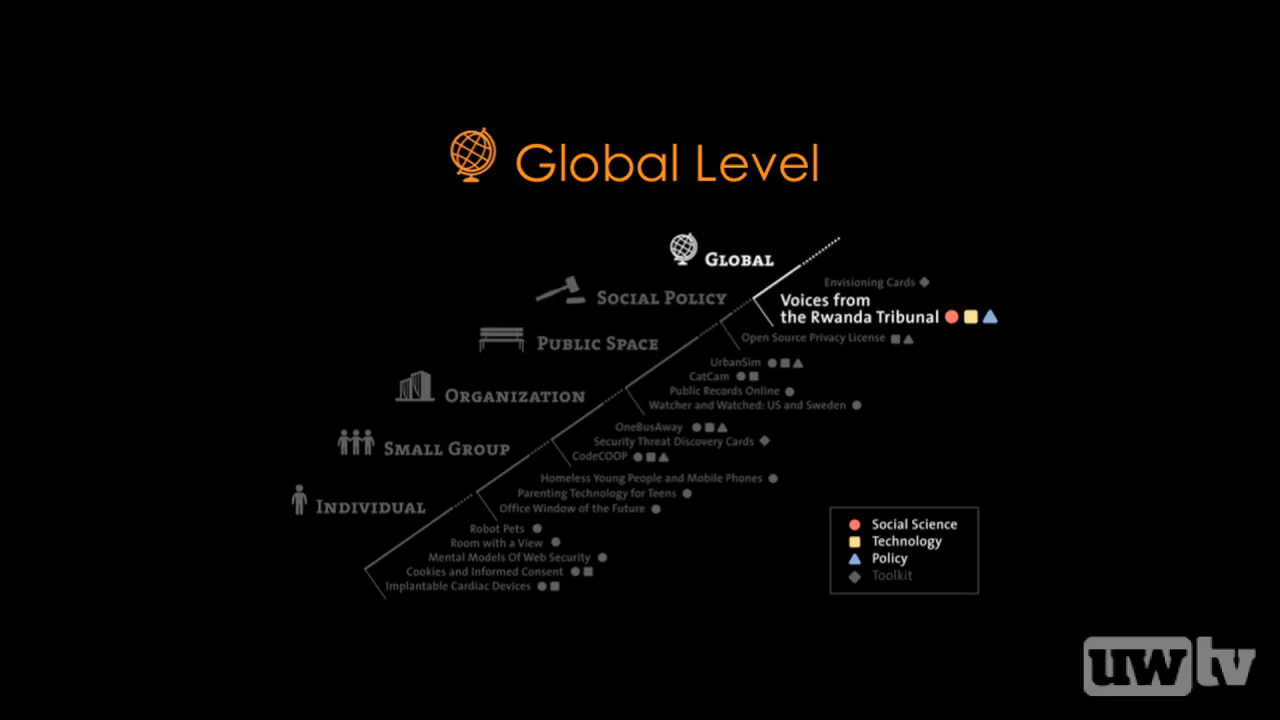 Global Level
GLOBAL
Envisioning Cards
Voices from
the Rwanda Tribunal
SOCIAL POLICY
Open Source Privacy License
PUBLIC SPACE
UrbanSim
CatCam
Public Records Online
Watcher and Watched: US and Sweden
ORGANIZATION
OneBusAway
Security Threat Discovery Cards
CodeCOOP
SMALL GROUP
Homeless Young People and Mobile Phones
Parenting Technology for Teens
Office Window of the Future
INDIVIDUAL
Robot Pets
Room with a View
Mental Models Of Web Security
Cookies and Informed Consent
Implantable Cardiac Devices
Social Science
Technology
Policy
Toolkit
uwtv